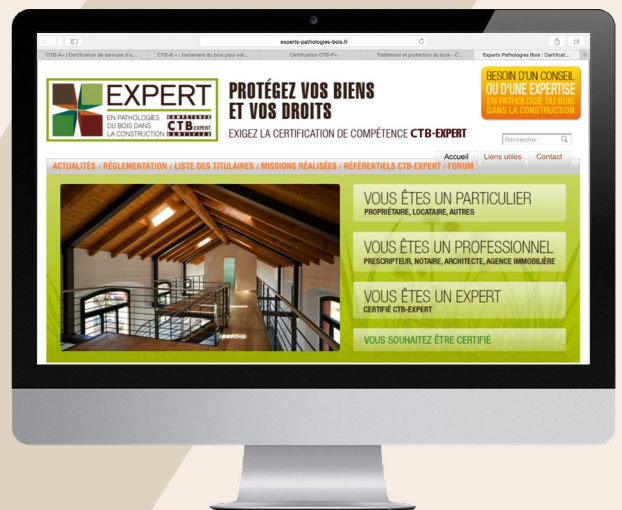 experts-pathologies-bois.fr
CTB-A+ | Certification de services d'u...
CTB-B + : traitement du bois pour vot...
Certification CTB-P+
Traitement et protection du bois - C...
Experts Pathologies Bois : Certificat...
EXPERT
EN PATHOLOGIES
DU BOIS DANS
LA CONSTRUCTION
COMPÉTENCE
CTB EXPERT
CERTIFIÉE
PROTÉGEZ VOS BIENS
ET VOS DROITS
EXIGEZ LA CERTIFICATION DE COMPÉTENCE CTB-EXPERT
BESOIN D'UN CONSEIL
OU D'UNE EXPERTISE
EN PATHOLOGIE DU BOIS
DANS LA CONSTRUCTION
Rechercher :
Accueil Liens utiles Contact
ACTUALITÉS / RÉGLEMENTATION / LISTE DES TITULAIRES / MISSIONS RÉALISÉES / RÉFÉRENTIELS CTB-EXPERT / FORUM
VOUS ÊTES UN PARTICULIER
PROPRIÉTAIRE, LOCATAIRE, AUTRES
VOUS ÊTES UN PROFESSIONNEL
PRESCRIPTEUR, NOTAIRE, ARCHITECTE, AGENCE IMMOBILIÈRE
VOUS ÊTES UN EXPERT
CERTIFIÉ CTB-EXPERT
VOUS SOUHAITEZ ÊTRE CERTIFIÉ